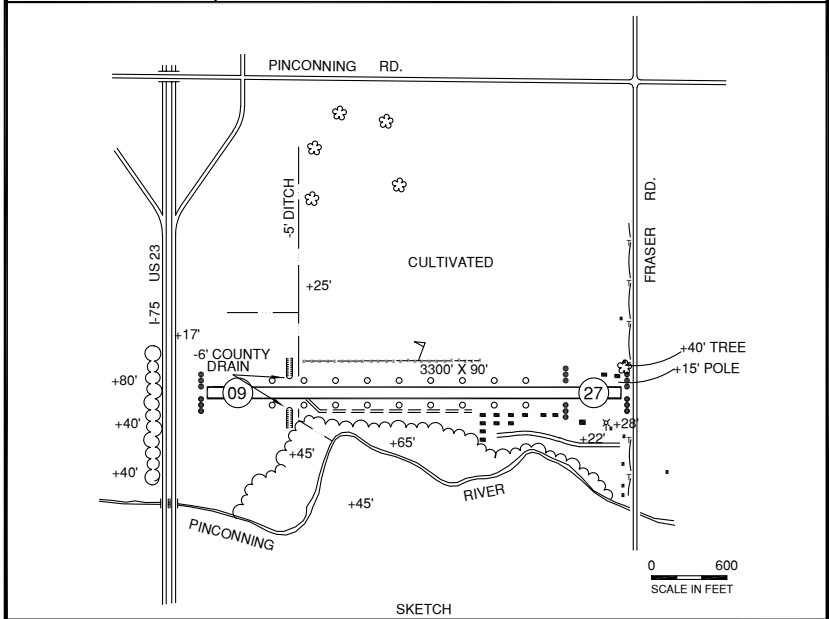 PINCONNING RD.
-5' DITCH
FRASER RD.
I-75 US 23
CULTIVATED
+25'
+17'
-6' COUNTY
DRAIN
3300' X 90'
+40' TREE
+15' POLE
+80'
09
27
+40'
+28'
+65'
+22'
+45'
+40'
RIVER
+45'
PINCONNING
0 600
SCALE IN FEET
SKETCH